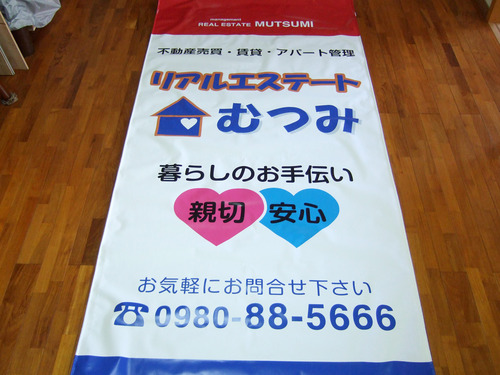 management
REAL ESTATE MUTSUMI
不動産売買・賃貸・アパート管理
リアルエステート
むつみ
暮らしのお手伝い
親切 安心
お気軽にお問合せ下さい
☎0980-88-5666